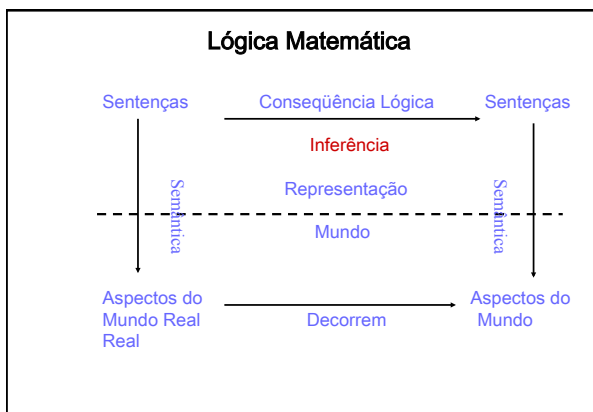 Lógica Matemática
Sentenças
Conseqüência Lógica
Sentenças
Inferência
Semântica
Representação
Semântica
Mundo
Aspectos do
Mundo Real
Real
Decorrem
Aspectos do
Mundo